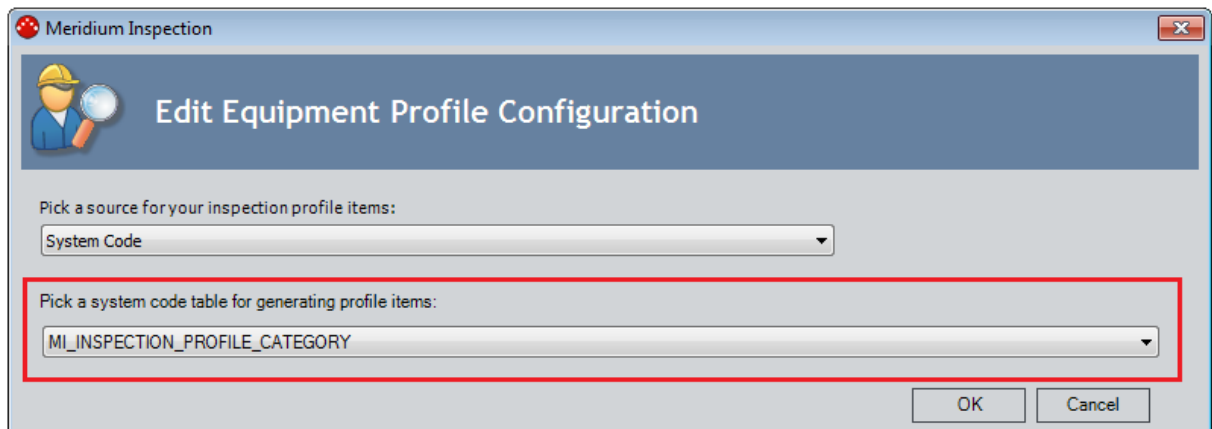 Meridium Inspection
Edit Equipment Profile Configuration
Pick a source for your inspection profile items:
System Code
Pick a system code table for generating profile items:
MI_INSPECTION_PROFILE_CATEGORY
OK Cancel